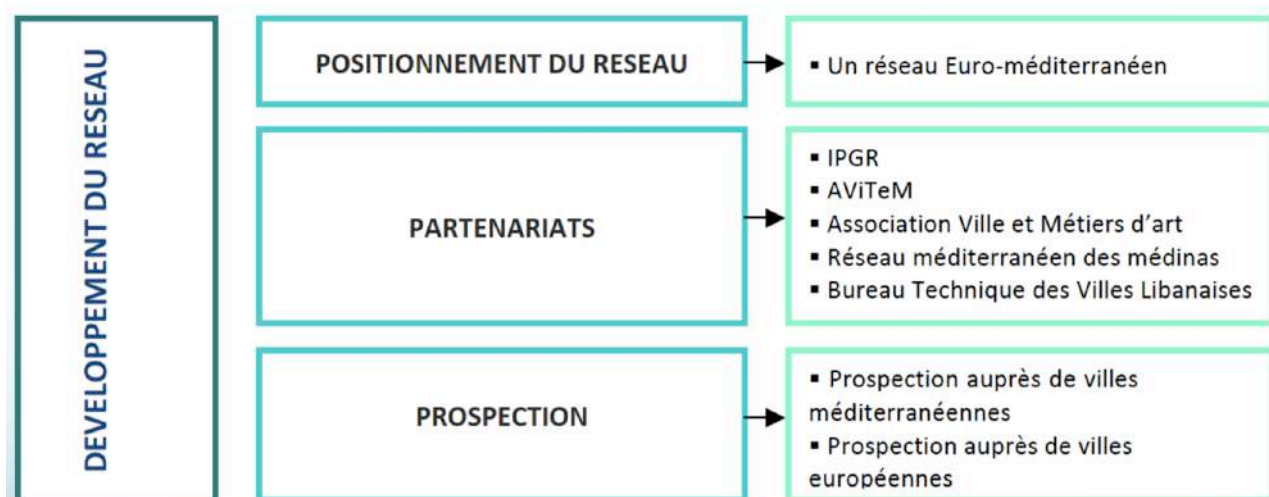 DEVELOPPEMENT DU RESEAU
POSITIONNEMENT DU RESEAU
▪ Un réseau Euro-méditerranéen
PARTENARIATS
▪ IPGR
▪ AViTeM
▪ Association Ville et Métiers d'art
▪ Réseau méditerranéen des médinas
▪ Bureau Technique des Villes Libanaises
PROSPECTION
▪ Prospection auprès de villes
méditerranéennes
▪ Prospection auprès de villes
européennes